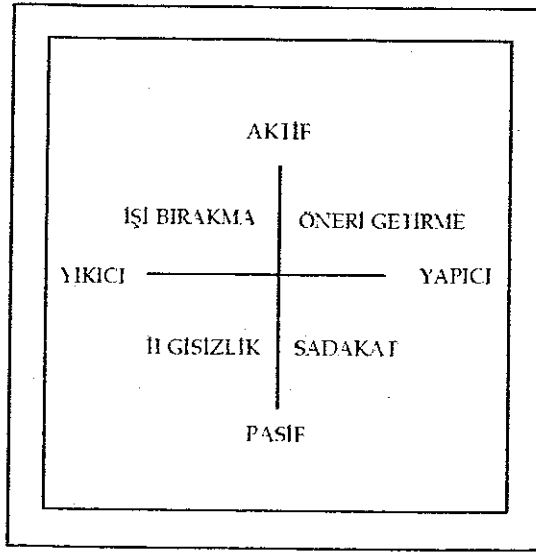 AKTİF
İŞİ BIRAKMA ÖNERİ GETİRME
YIKICI YAPICI
İLGİSİZLİK SADAKAT
PASİF